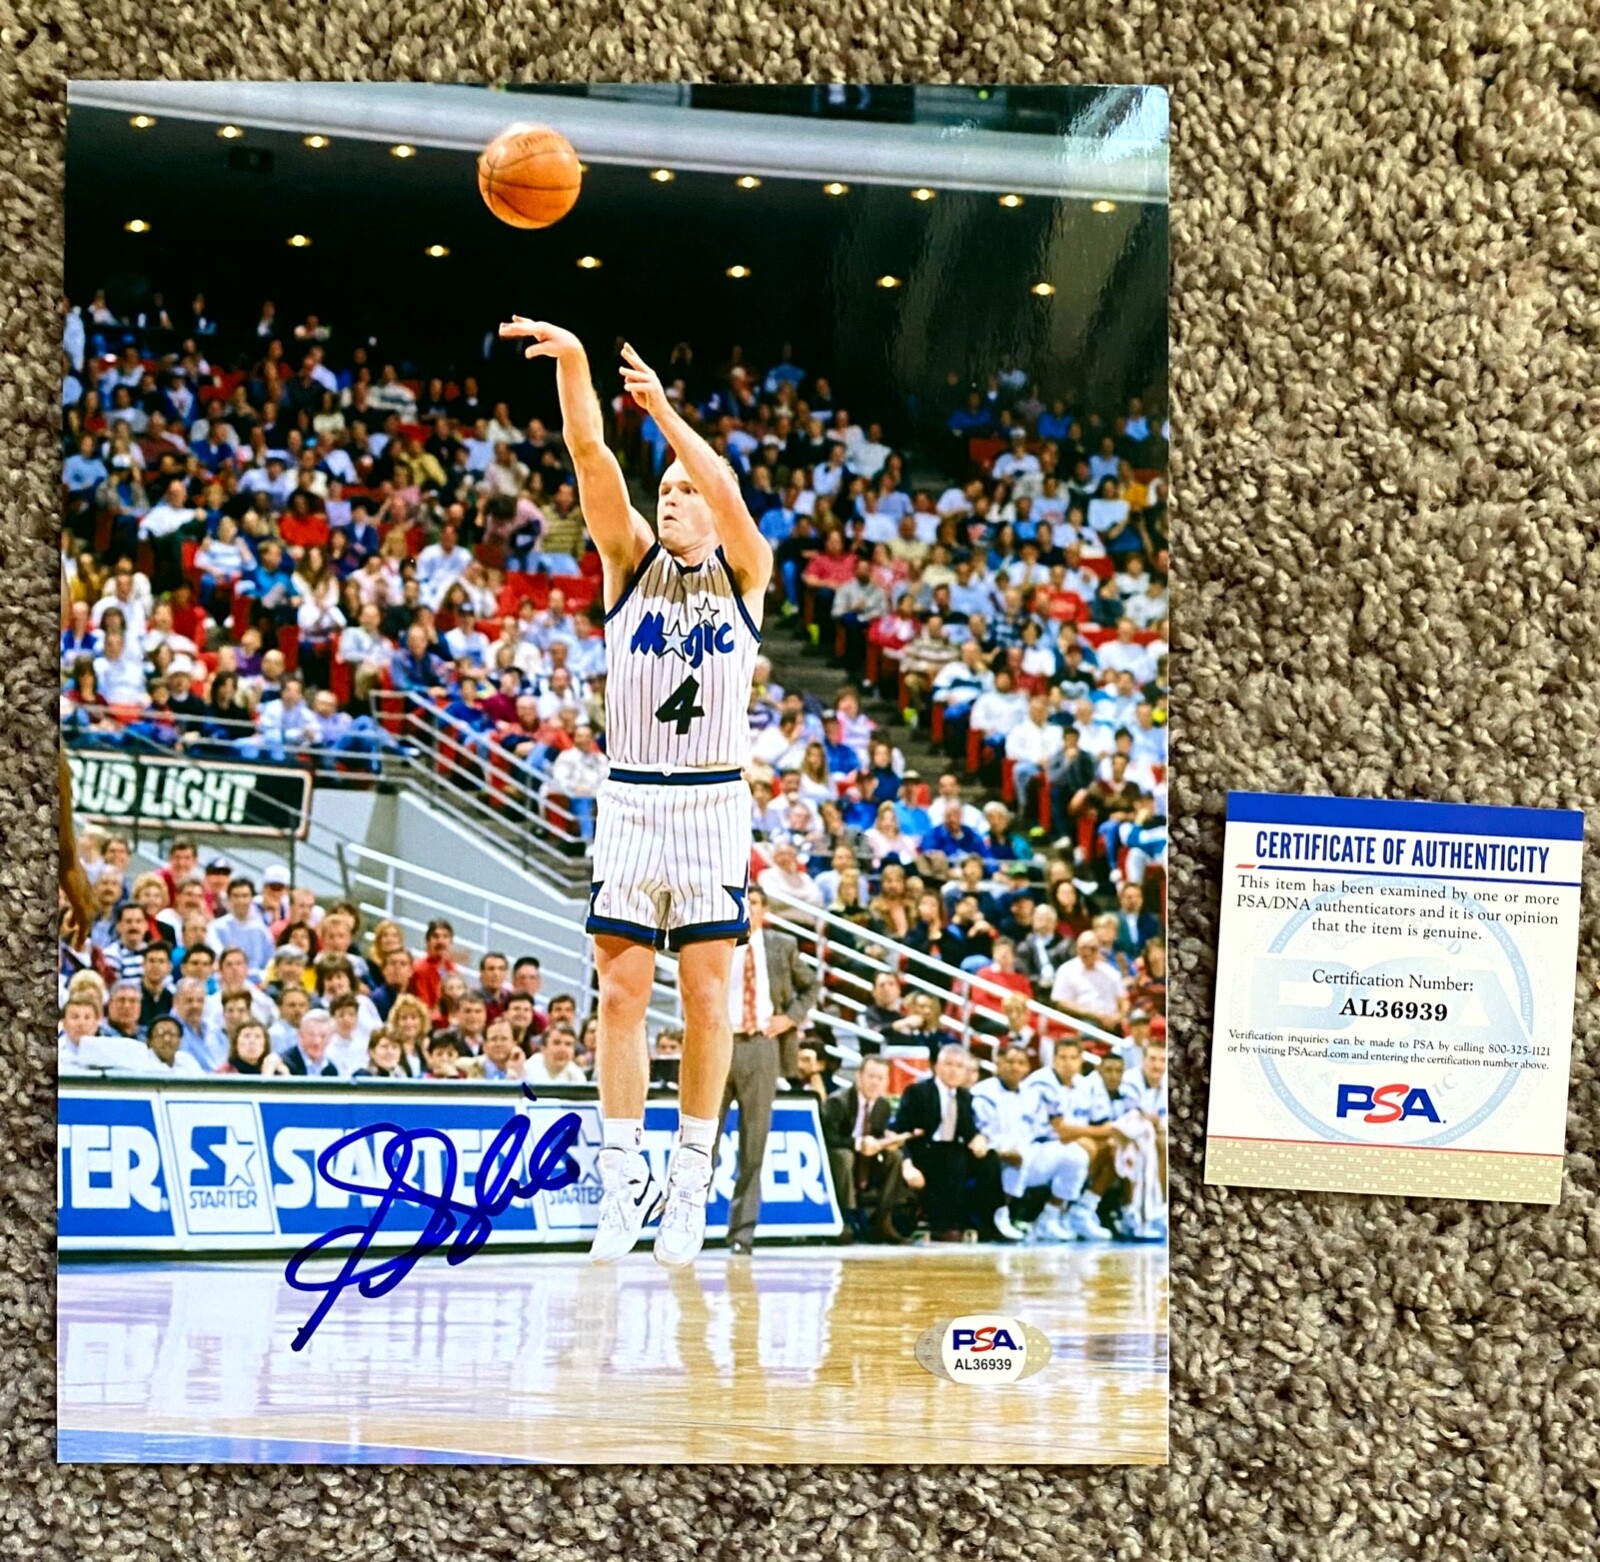 MAGIC
4
BUD LIGHT
TER.
STARTER
STARTER
STARTER
TER.
PSA.
AL36939
CERTIFICATE OF AUTHENTICITY
This item has been examined by one or more
PSA/DNA authenticators and it is our opinion
that the item is genuine.
Certification Number:
AL36939
Verification inquiries can be made to PSA by calling 800-325-1121
or by visiting PSAcard.com and entering the certification number above.
PSA.